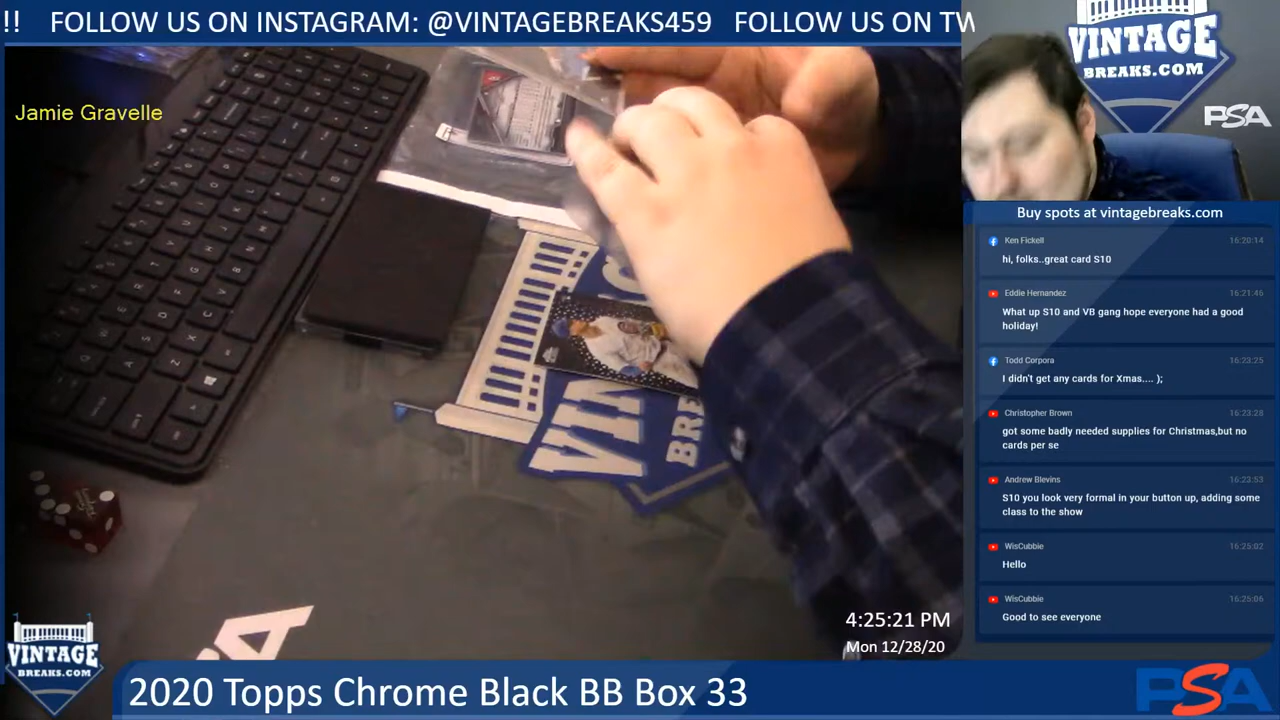 !!    FOLLOW US ON INSTAGRAM: @VINTAGEBREAKS459   FOLLOW US ON TW
VINTAGE
BREAKS.COM
PSA
Jamie Gravelle
Buy spots at vintagebreaks.com
Ken Fickell 16:20:14
hi, folks..great card S10
Eddie Hernandez 16:21:46
What up S10 and VB gang hope everyone had a good
holiday!
Todd Corpora 16:23:25
I didn't get any cards for Xmas.... );
Christopher Brown 16:23:28
got some badly needed supplies for Christmas,but no
cards per se
Andrew Blevins 16:23:53
S10 you look very formal in your button up, adding some
class to the show
WisCubbie 16:25:02
Hello
WisCubbie 16:25:06
Good to see everyone
VIN
BRE
4:25:21 PM
Mon 12/28/20
VINTAGE
BREAKS.COM
2020 Topps Chrome Black BB Box 33
PSA